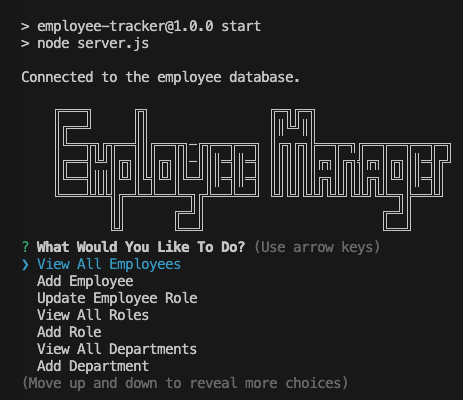 > employee-tracker@1.0.0 start
> node server.js
Connected to the employee database.
Employee Manager
? What Would You Like To Do? (Use arrow keys)
❯ View All Employees
Add Employee
Update Employee Role
View All Roles
Add Role
View All Departments
Add Department
(Move up and down to reveal more choices)